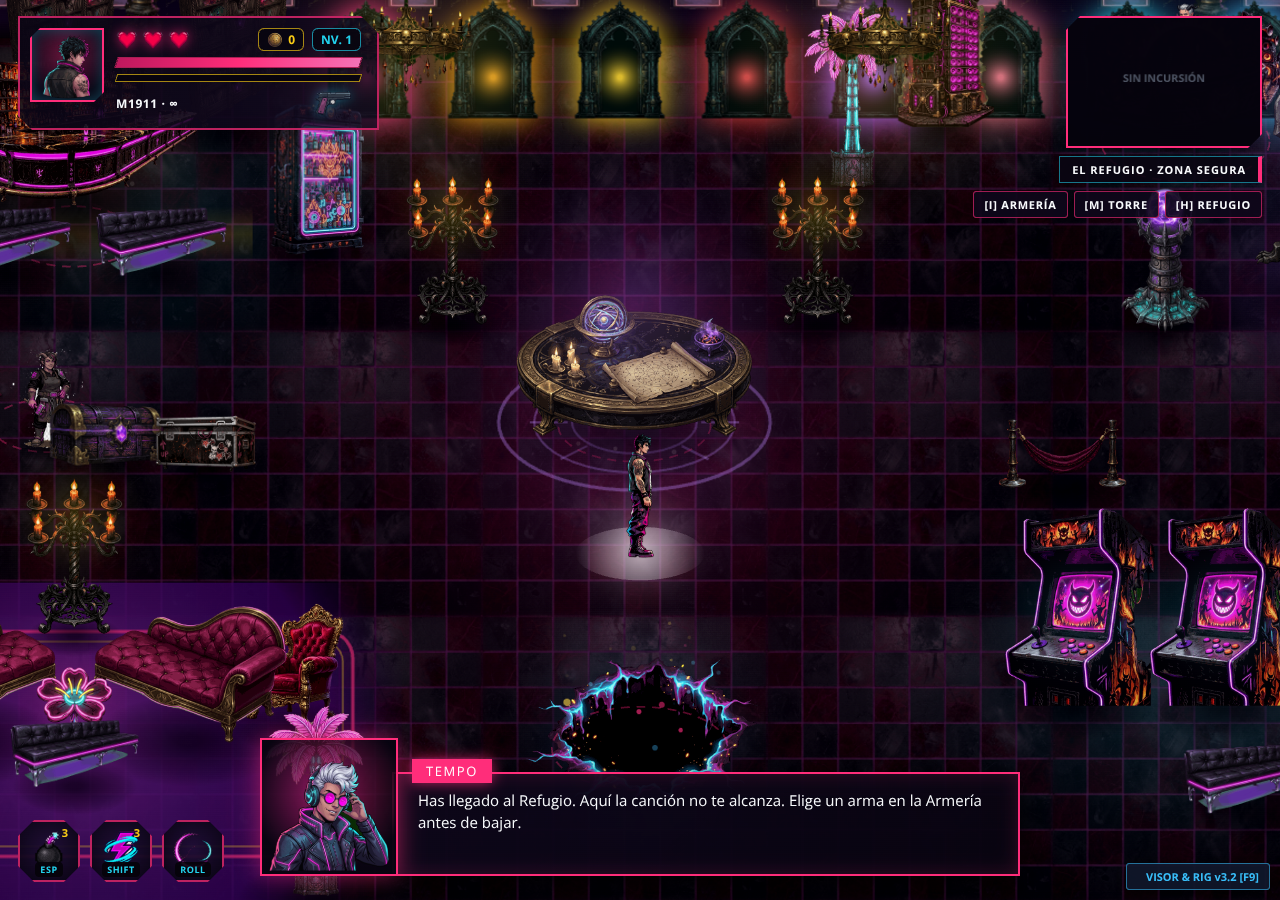 0
NV. 1
M1911 · ∞
SIN INCURSIÓN
EL REFUGIO · ZONA SEGURA
[I] ARMERÍA
[M] TORRE
[H] REFUGIO
TEMPO
Has llegado al Refugio. Aquí la canción no te alcanza. Elige un arma en la Armería
antes de bajar.
3
ESP
3
SHIFT
ROLL
VISOR & RIG v3.2 [F9]